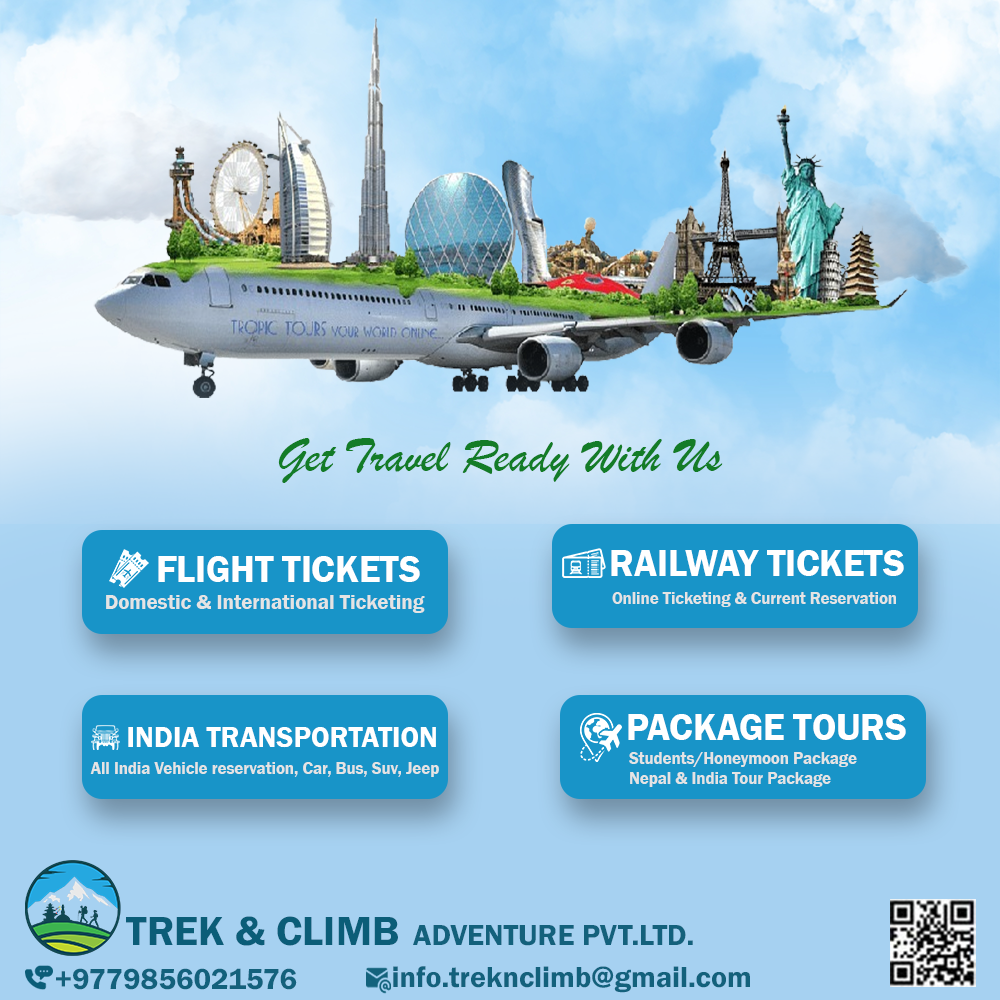 TROPIC TOURS YOUR WORLD ONLINE...
Get Travel Ready With Us
FLIGHT TICKETS
Domestic & International Ticketing
RAILWAY TICKETS
Online Ticketing & Current Reservation
INDIA TRANSPORTATION
All India Vehicle reservation, Car, Bus, Suv, Jeep
PACKAGE TOURS
Students/Honeymoon Package
Nepal & India Tour Package
TREK & CLIMB ADVENTURE PVT.LTD.
+9779856021576
info.treknclimb@gmail.com